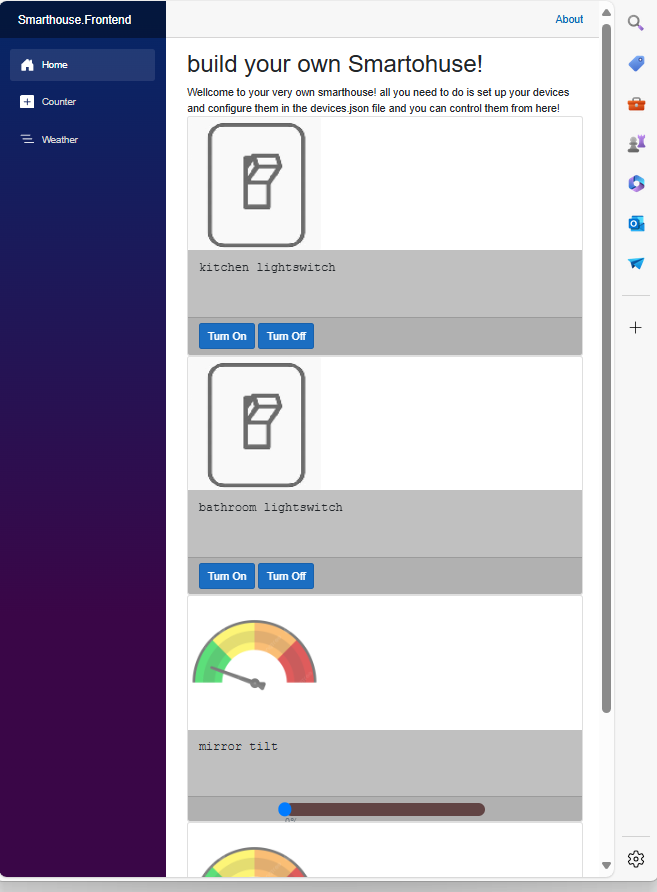 Smarthouse.Frontend
About
Home
Counter
Weather
build your own Smartohuse!
Wellcome to your very own smarthouse! all you need to do is set up your devices
and configure them in the devices.json file and you can control them from here!
kitchen lightswitch
Turn On Turn Off
bathroom lightswitch
Turn On Turn Off
mirror tilt